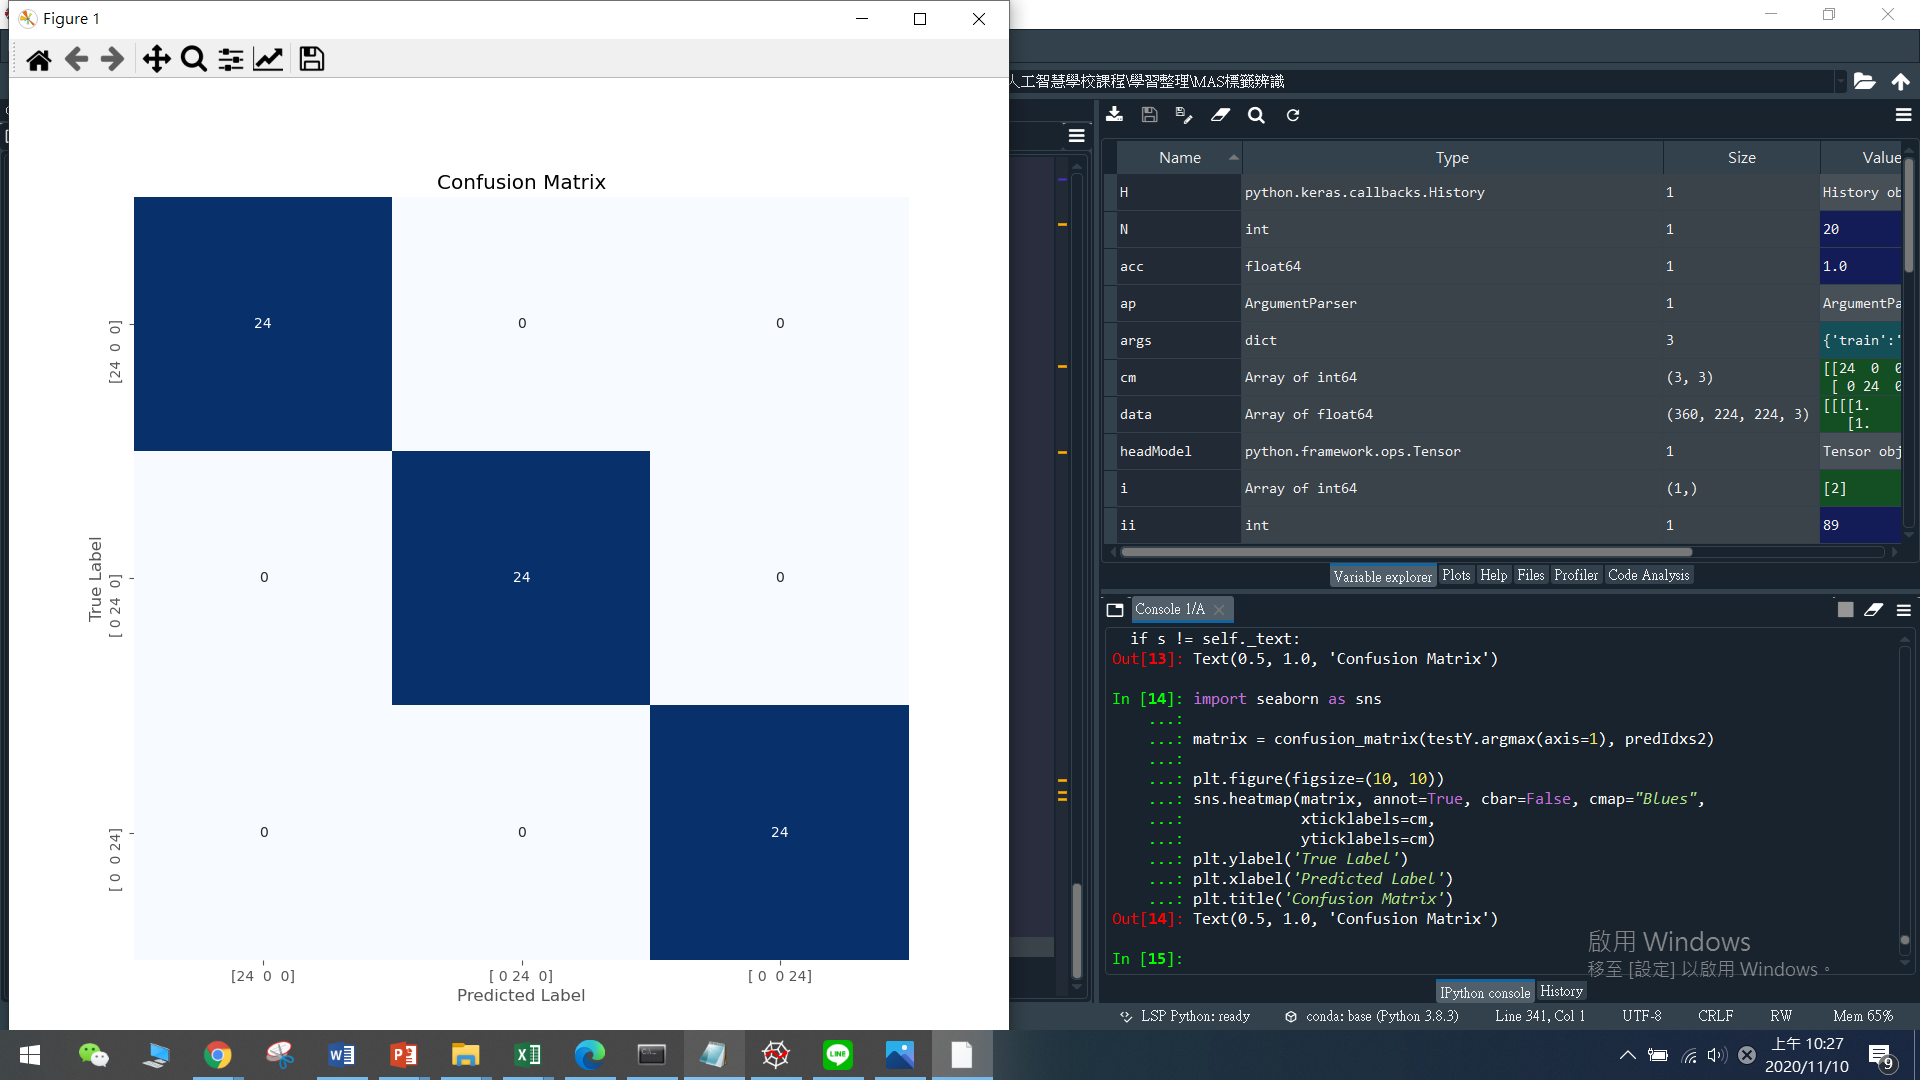 Figure 1
Confusion Matrix
24 0 0
0 24 0
0 0 24
[24 0 0]
[ 0 24 0]
[ 0 0 24]
True Label
[24 0 0] [ 0 24 0] [ 0 0 24]
Predicted Label
人工智慧學校課程\學習整理\MAS標籤辨識
Name Type Size Value
H python.keras.callbacks.History 1 History ob
N int 1 20
acc float64 1 1.0
ap ArgumentParser 1 ArgumentPa
args dict 3 {'train':'
cm Array of int64 (3, 3) [[24 0 0
[ 0 24 0
data Array of float64 (360, 224, 224, 3) [[[[1.
[1.
headModel python.framework.ops.Tensor 1 Tensor obj
i Array of int64 (1,) [2]
ii int 1 89
Variable explorer Plots Help Files Profiler Code Analysis
Console 1/A
if s != self._text:
Out[13]: Text(0.5, 1.0, 'Confusion Matrix')
In [14]: import seaborn as sns
...:
...: matrix = confusion_matrix(testY.argmax(axis=1), predIdxs2)
...:
...: plt.figure(figsize=(10, 10))
...: sns.heatmap(matrix, annot=True, cbar=False, cmap="Blues",
...: xticklabels=cm,
...: yticklabels=cm)
...: plt.ylabel('True Label')
...: plt.xlabel('Predicted Label')
...: plt.title('Confusion Matrix')
Out[14]: Text(0.5, 1.0, 'Confusion Matrix')
In [15]:
啟用 Windows
移至 [設定] 以啟用 Windows。
IPython console History
LSP Python: ready conda: base (Python 3.8.3) Line 341, Col 1 UTF-8 CRLF RW Mem 65%
上午 10:27
2020/11/10
9